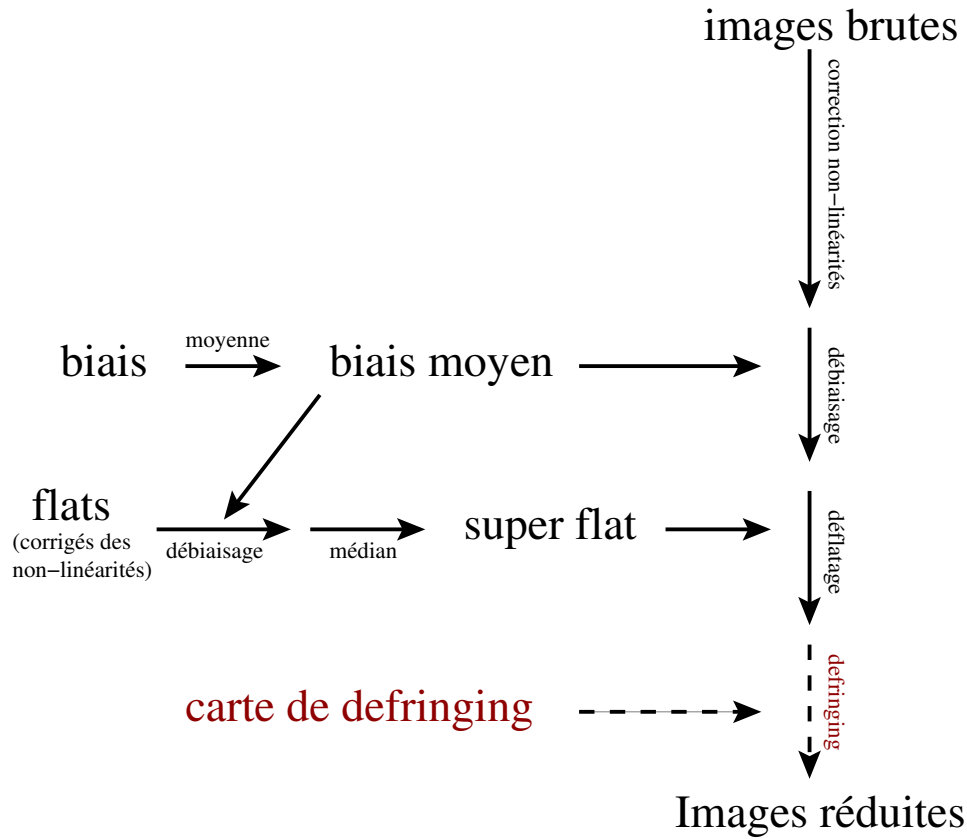 images brutes
correction non−linéarités
moyenne
biais
biais moyen
débiaisage
flats
(corrigés des
non−linéarités)
débiaisage
médian
super flat
déflatage
carte de defringing
defringing
Images réduites